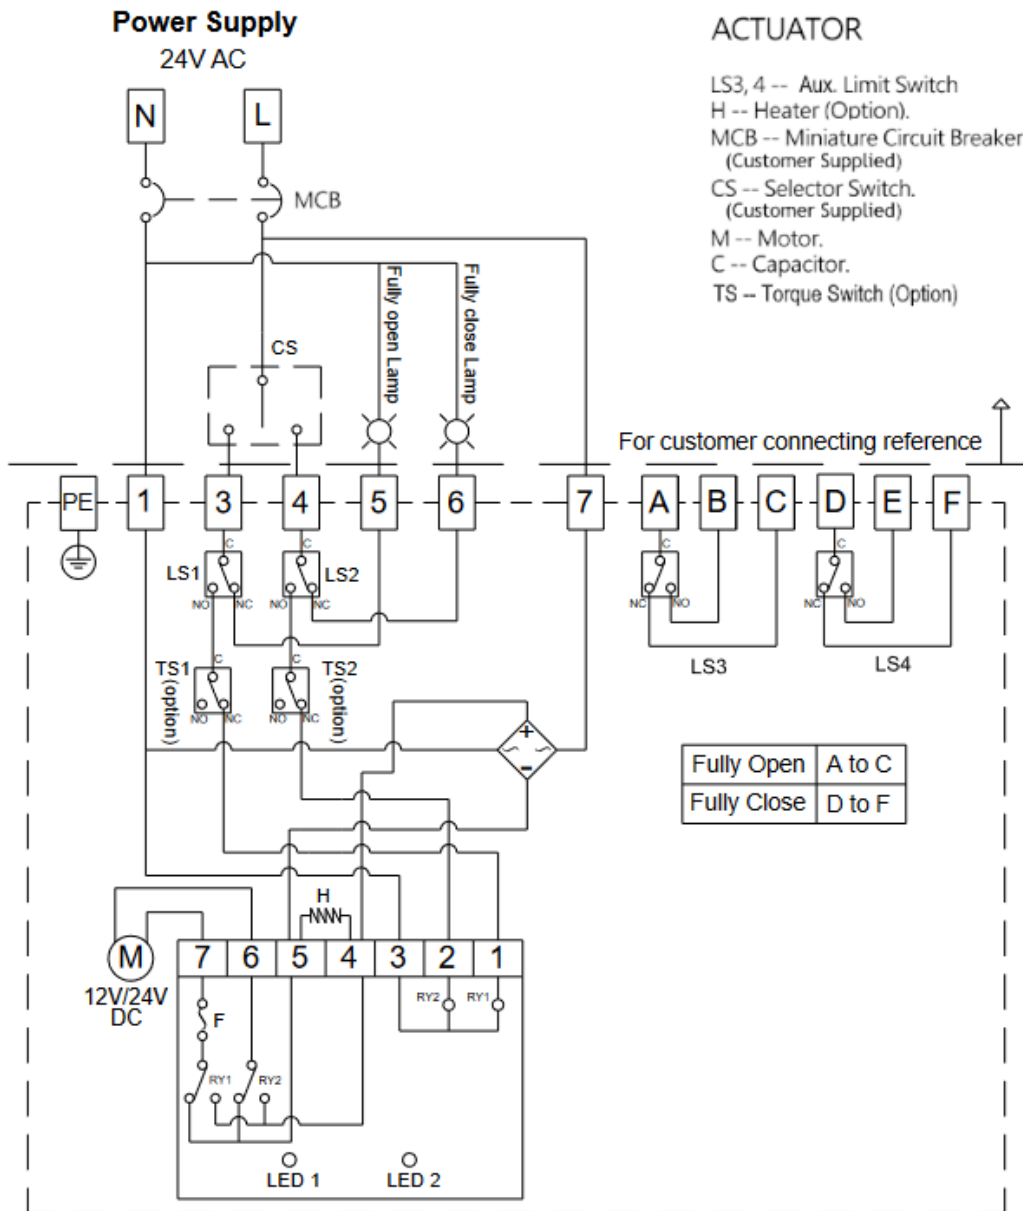 Power Supply
24V AC
N
L
MCB
ACTUATOR
LS3, 4 -- Aux. Limit Switch
H -- Heater (Option).
MCB -- Miniature Circuit Breaker
(Customer Supplied)
CS -- Selector Switch.
(Customer Supplied)
M -- Motor.
C -- Capacitor.
TS -- Torque Switch (Option)
CS
Fully open Lamp
Fully close Lamp
For customer connecting reference
PE 1 3 4 5 6 7 A B C D E F
C C C C
LS1 LS2
NO NC NO NC NC NO NC NO
LS3 LS4
C C
TS1 (option)
TS2 (option)
NO NC NO NC
+
-
Fully Open A to C
Fully Close D to F
H
M
12V/24V
DC
7 6 5 4 3 2 1
F
RY2 RY1
RY1 RY2
LED 1 LED 2